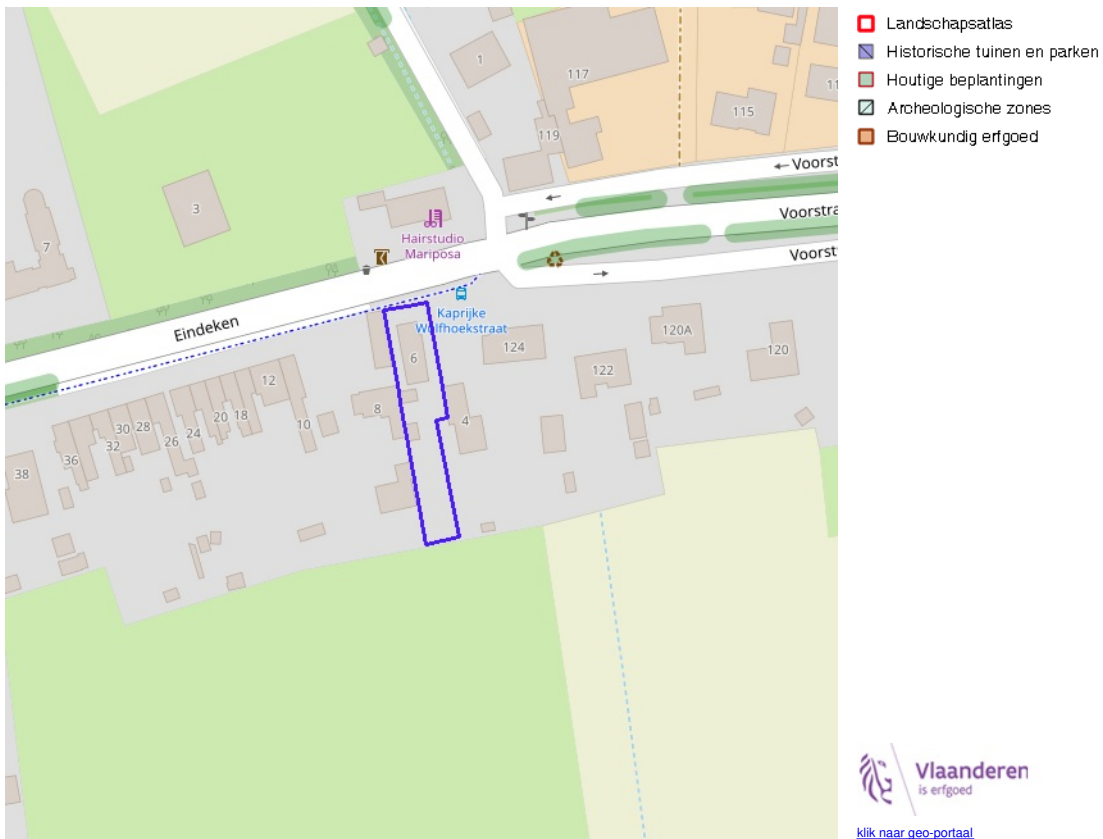 Landschapsatlas
Historische tuinen en parken
Houtige beplantingen
Archeologische zones
Bouwkundig erfgoed
1
117
115
11
119
← Voorst
3
Voorstra
7
Hairstudio
Mariposa
Voorst
→
Eindeken
Kaprijke
Wolfhoekstraat
6
124
120A
120
122
12
8
4
10
18
20
24
26
28
30
32
36
38
Vlaanderen
is erfgoed
klik naar geo-portaal